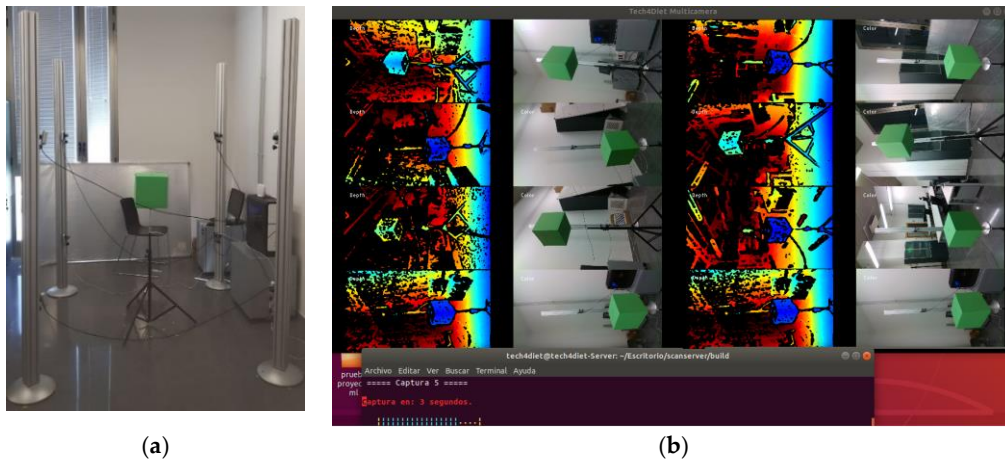 Tech4Diet Multicamera
Depth
Color
Depth
Color
Depth
Color
Depth
Color
Depth
Color
Depth
Color
Depth
Color
Depth
Color
tech4diet@tech4diet-Server: ~/Escritorio/scanserver/build
Archivo Editar Ver Buscar Terminal Ayuda
===== Captura 5 =====
Captura en: 3 segundos.
prueb
proyec
ml
(a)
(b)